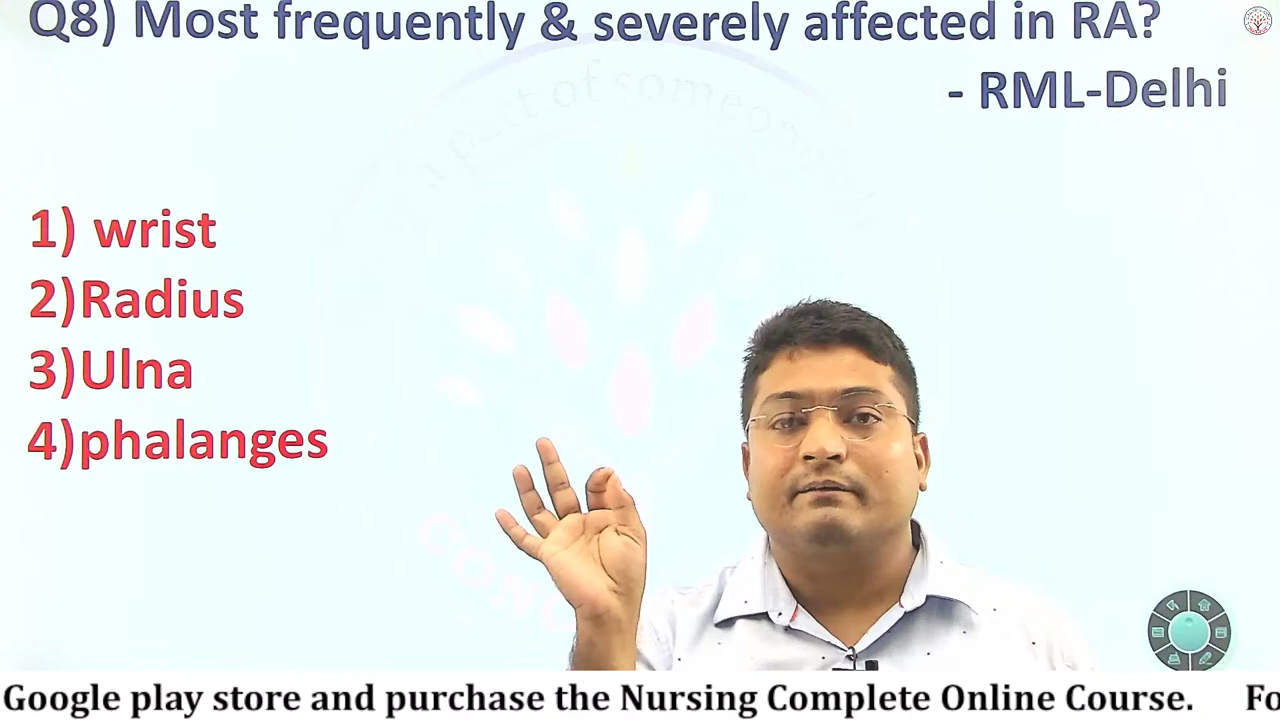 Q8) Most frequently & severely affected in RA?
- RML-Delhi
1) wrist
2)Radius
3)Ulna
4)phalanges
Google play store and purchase the Nursing Complete Online Course. Fo